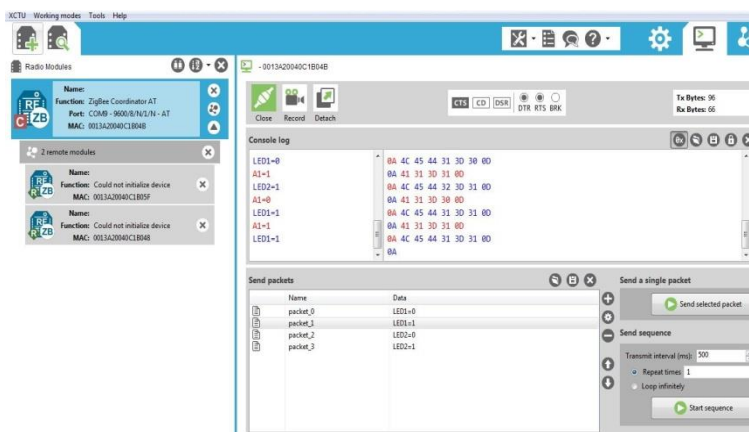 XCTU Working modes Tools Help
Radio Modules
- 0013A20040C1B04B
Name:
Function: ZigBee Coordinator AT
Port: COM9 - 9600/8/N/1/N - AT
MAC: 0013A20040C1B04B
2 remote modules
Name:
Function: Could not initialize device
MAC: 0013A20040C1B05F
Name:
Function: Could not initialize device
MAC: 0013A20040C1B048
Close Record Detach
CTS CD DSR DTR RTS BRK
Tx Bytes: 96
Rx Bytes: 66
Console log
LED1=0 0A 4C 45 44 31 3D 30 0D
A1=1 0A 41 31 3D 31 0D
LED2=1 0A 4C 45 44 32 3D 31 0D
A1=0 0A 41 31 3D 30 0D
LED1=1 0A 4C 45 44 31 3D 31 0D
A1=1 0A 41 31 3D 31 0D
LED1=1 0A 4C 45 44 31 3D 31 0D
0A
Send packets
Name Data
packet_0 LED1=0
packet_1 LED1=1
packet_2 LED2=0
packet_3 LED2=1
Send a single packet
Send selected packet
Send sequence
Transmit interval (ms): 500
Repeat times 1
Loop infinitely
Start sequence